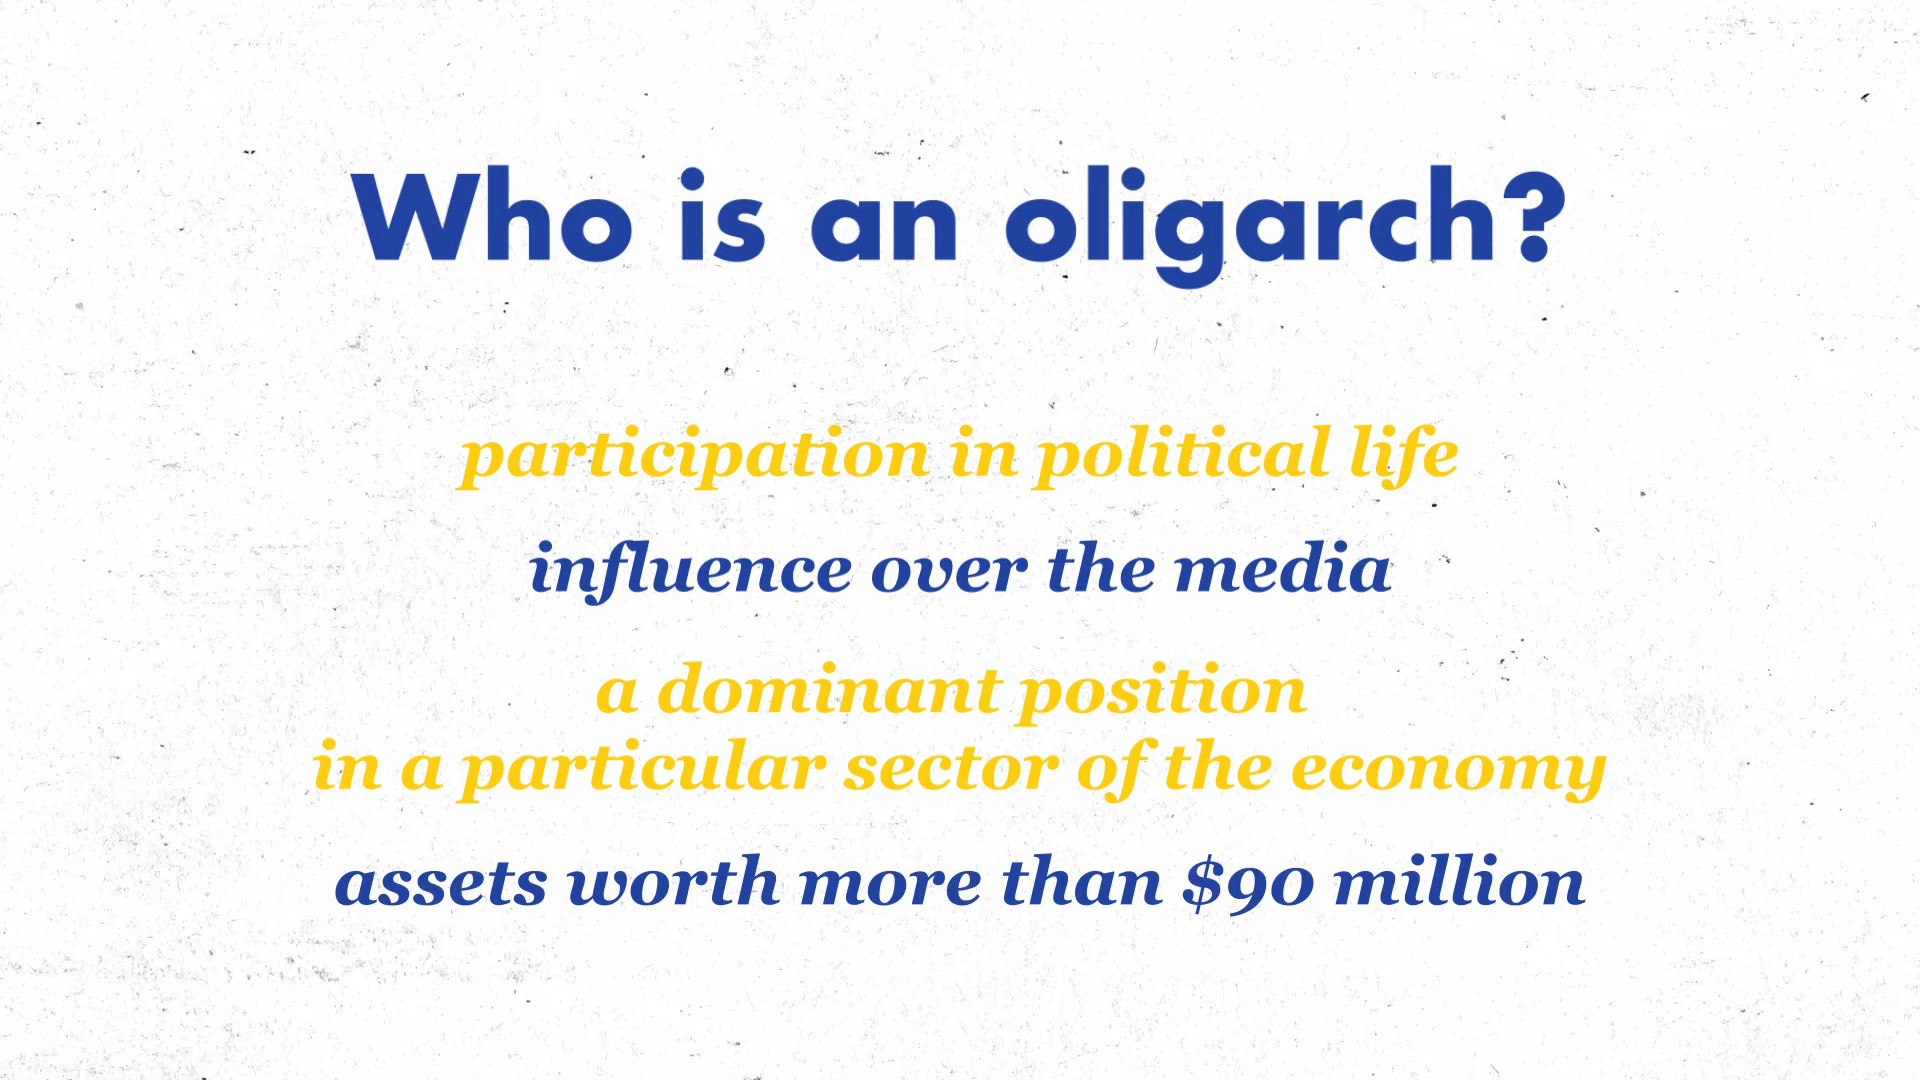 Who is an oligarch?
participation in political life
influence over the media
a dominant position
in a particular sector of the economy
assets worth more than $90 million